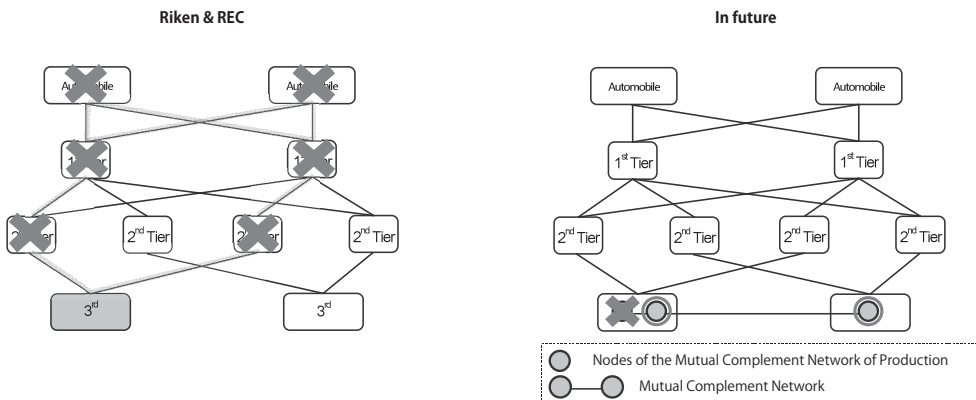 Riken & REC
In future
Automobile Automobile
1st Tier 1st Tier
2nd Tier 2nd Tier
2nd Tier 2nd Tier 2nd Tier 2nd Tier
3rd 3rd
Nodes of the Mutual Complement Network of Production
Mutual Complement Network